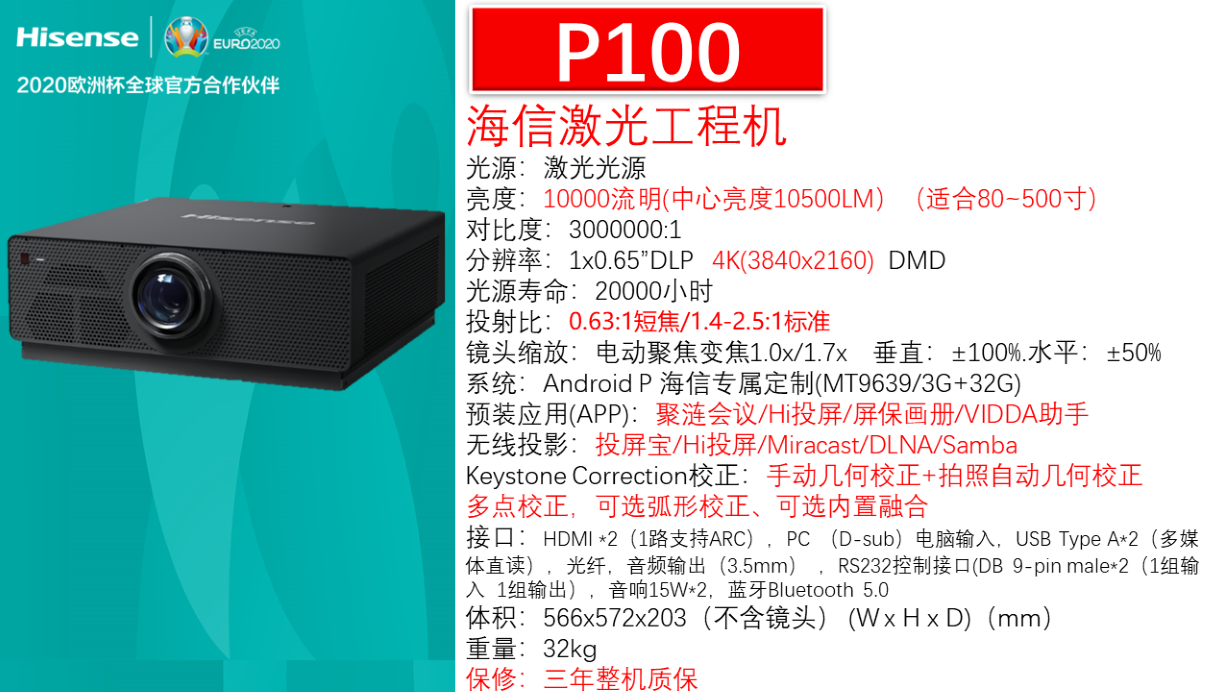 Hisense
UEFA
EURO2020
2020欧洲杯全球官方合作伙伴
Hisense
P100
海信激光工程机
光源：激光光源
亮度：10000流明(中心亮度10500LM）（适合80~500寸）
对比度：3000000:1
分辨率：1x0.65”DLP 4K(3840x2160) DMD
光源寿命：20000小时
投射比：0.63:1短焦/1.4-2.5:1标准
镜头缩放：电动聚焦变焦1.0x/1.7x 垂直：±100%.水平：±50%
系统：Android P 海信专属定制(MT9639/3G+32G)
预装应用(APP)：聚涟会议/Hi投屏/屏保画册/VIDDA助手
无线投影：投屏宝/Hi投屏/Miracast/DLNA/Samba
Keystone Correction校正：手动几何校正+拍照自动几何校正
多点校正，可选弧形校正、可选内置融合
接口：HDMI *2（1路支持ARC）, PC （D-sub）电脑输入，USB Type A*2（多媒
体直读）, 光纤，音频输出（3.5mm） , RS232控制接口(DB 9-pin male*2（1组输
入 1组输出），音响15W*2，蓝牙Bluetooth 5.0
体积：566x572x203（不含镜头） (W x H x D)（mm）
重量：32kg
保修：三年整机质保